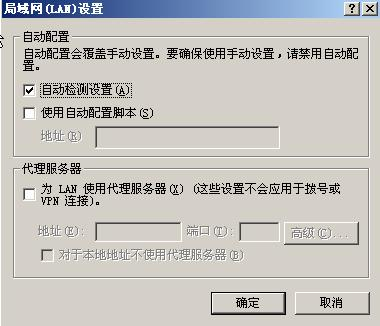 局域网(LAN)设置
自动配置
自动配置会覆盖手动设置。要确保使用手动设置，请禁用自动配
置。
自动检测设置(A)
使用自动配置脚本(S)
地址(R)
代理服务器
为 LAN 使用代理服务器(X) (这些设置不会应用于拨号或
VPN 连接)。
地址(E): 端口(T): 高级(C)...
对于本地地址不使用代理服务器(B)
确定 取消